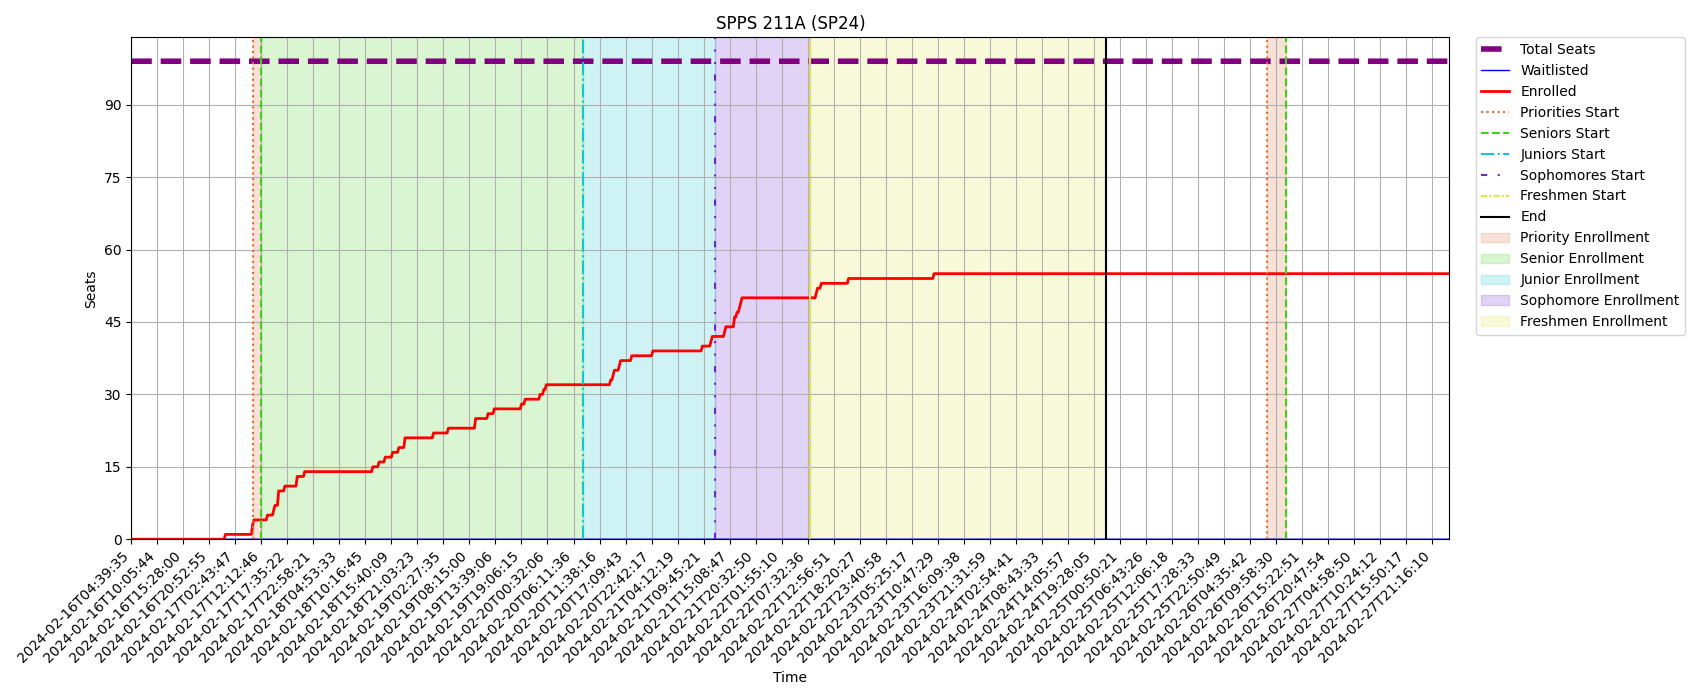 SPPS 211A (SP24)
Seats
90
75
60
45
30
15
0
2024-02-16T04:39:35
2024-02-16T10:05:44
2024-02-16T15:28:00
2024-02-16T20:52:55
2024-02-17T02:43:47
2024-02-17T12:12:46
2024-02-17T17:35:22
2024-02-17T22:58:21
2024-02-18T04:53:33
2024-02-18T10:16:45
2024-02-18T15:40:09
2024-02-18T21:03:23
2024-02-19T02:27:35
2024-02-19T08:15:00
2024-02-19T13:39:06
2024-02-19T19:06:15
2024-02-20T00:32:06
2024-02-20T06:11:36
2024-02-20T11:38:16
2024-02-20T17:09:43
2024-02-20T22:42:17
2024-02-21T04:12:19
2024-02-21T09:45:21
2024-02-21T15:08:47
2024-02-21T20:32:50
2024-02-22T01:55:10
2024-02-22T07:32:36
2024-02-22T12:56:51
2024-02-22T18:20:27
2024-02-22T23:40:58
2024-02-23T05:25:17
2024-02-23T10:47:29
2024-02-23T16:09:38
2024-02-23T21:31:59
2024-02-24T02:54:41
2024-02-24T08:43:33
2024-02-24T14:05:57
2024-02-24T19:28:05
2024-02-25T00:50:21
2024-02-25T06:43:26
2024-02-25T12:06:18
2024-02-25T17:28:33
2024-02-25T22:50:49
2024-02-26T04:35:42
2024-02-26T09:58:30
2024-02-26T15:22:51
2024-02-26T20:47:54
2024-02-27T04:58:50
2024-02-27T10:24:12
2024-02-27T15:50:17
2024-02-27T21:16:10
Time
Total Seats
Waitlisted
Enrolled
Priorities Start
Seniors Start
Juniors Start
Sophomores Start
Freshmen Start
End
Priority Enrollment
Senior Enrollment
Junior Enrollment
Sophomore Enrollment
Freshmen Enrollment